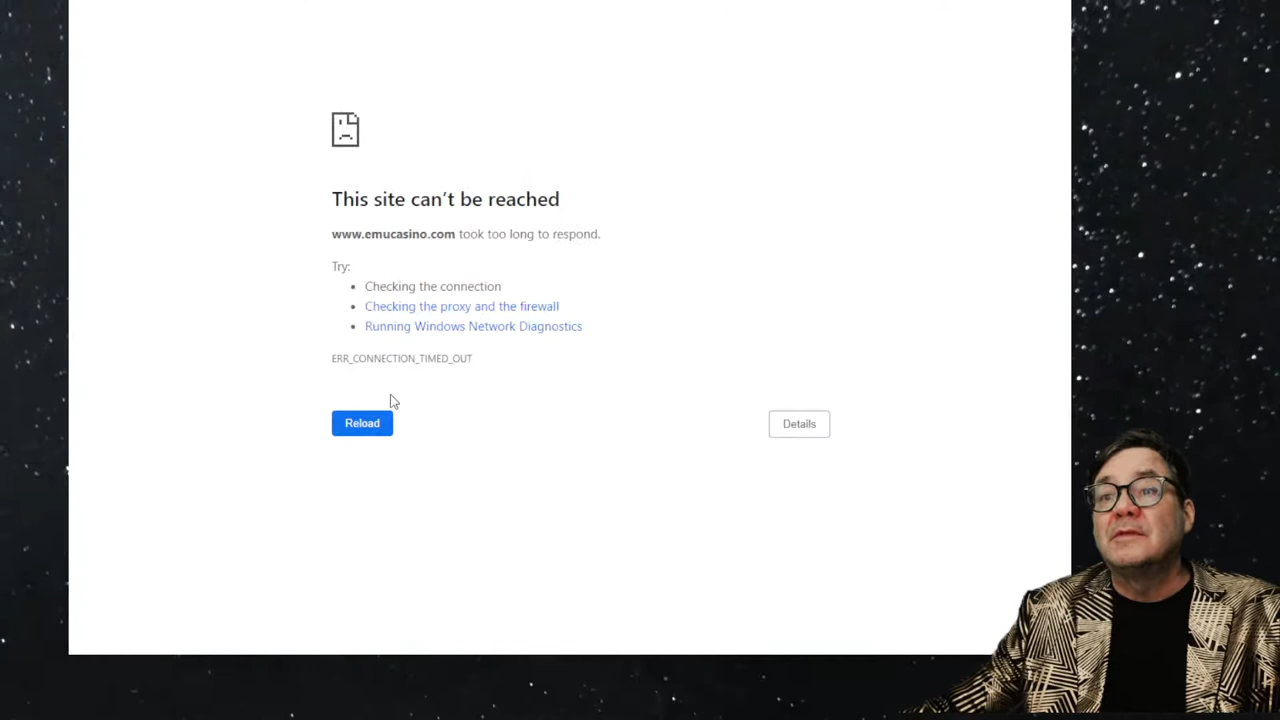 This site can't be reached
www.emucasino.com took too long to respond.
Try:
• Checking the connection
• Checking the proxy and the firewall
• Running Windows Network Diagnostics
ERR_CONNECTION_TIMED_OUT
Reload
Details